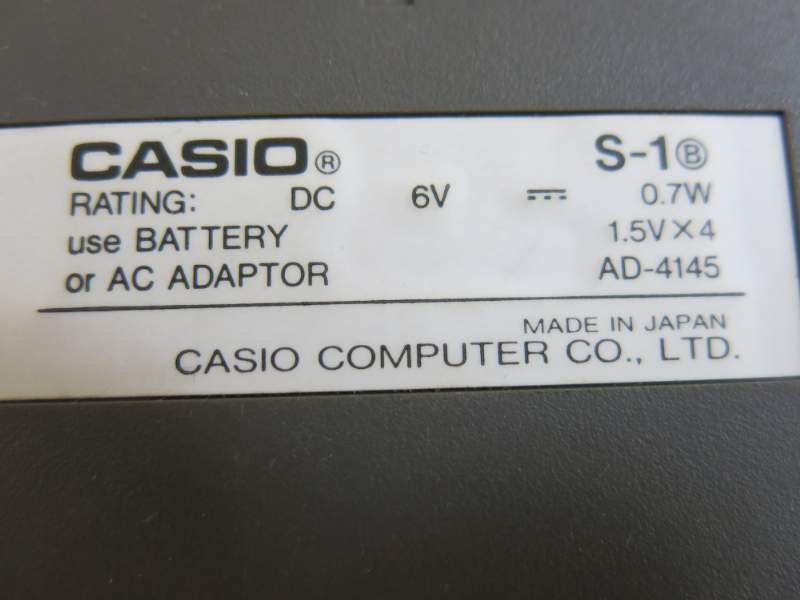 CASIO® S-1Ⓑ
RATING: DC 6V ⎓ 0.7W
use BATTERY 1.5V×4
or AC ADAPTOR AD-4145
MADE IN JAPAN
CASIO COMPUTER CO., LTD.